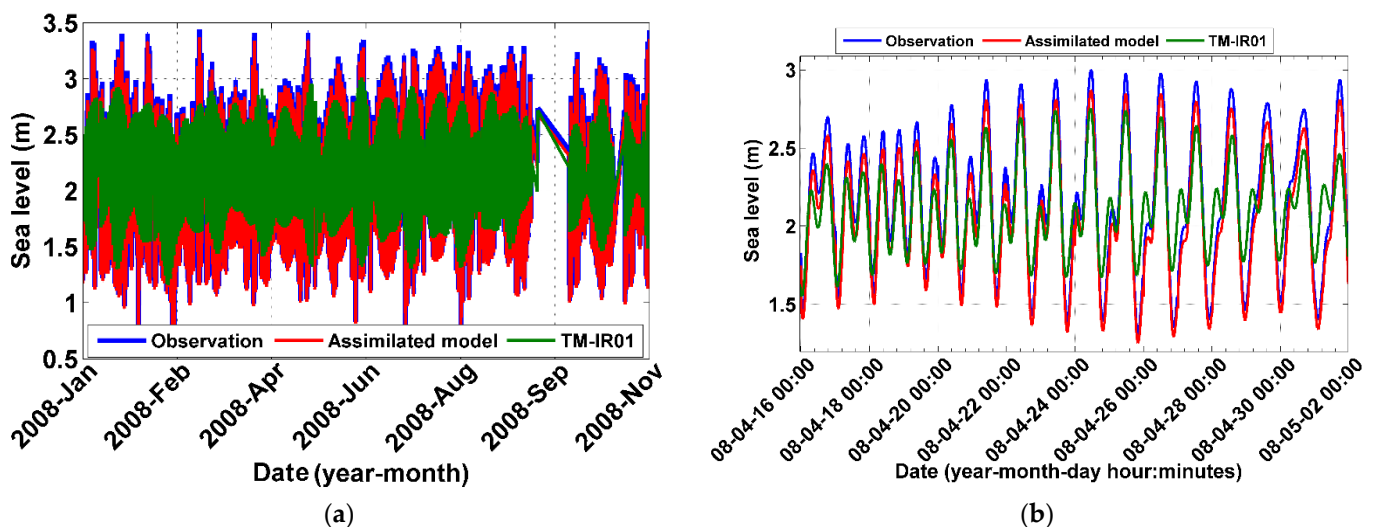 3.5
3
2.5
2
1.5
1
0.5
Sea level (m)
Observation Assimilated model TM-IR01
2008-Jan
2008-Feb
2008-Apr
2008-Jun
2008-Aug
2008-Sep
2008-Nov
Date (year-month)
(a)
Observation Assimilated model TM-IR01
3
2.5
2
1.5
Sea level (m)
08-04-16 00:00
08-04-18 00:00
08-04-20 00:00
08-04-22 00:00
08-04-24 00:00
08-04-26 00:00
08-04-28 00:00
08-04-30 00:00
08-05-02 00:00
Date (year-month-day hour:minutes)
(b)